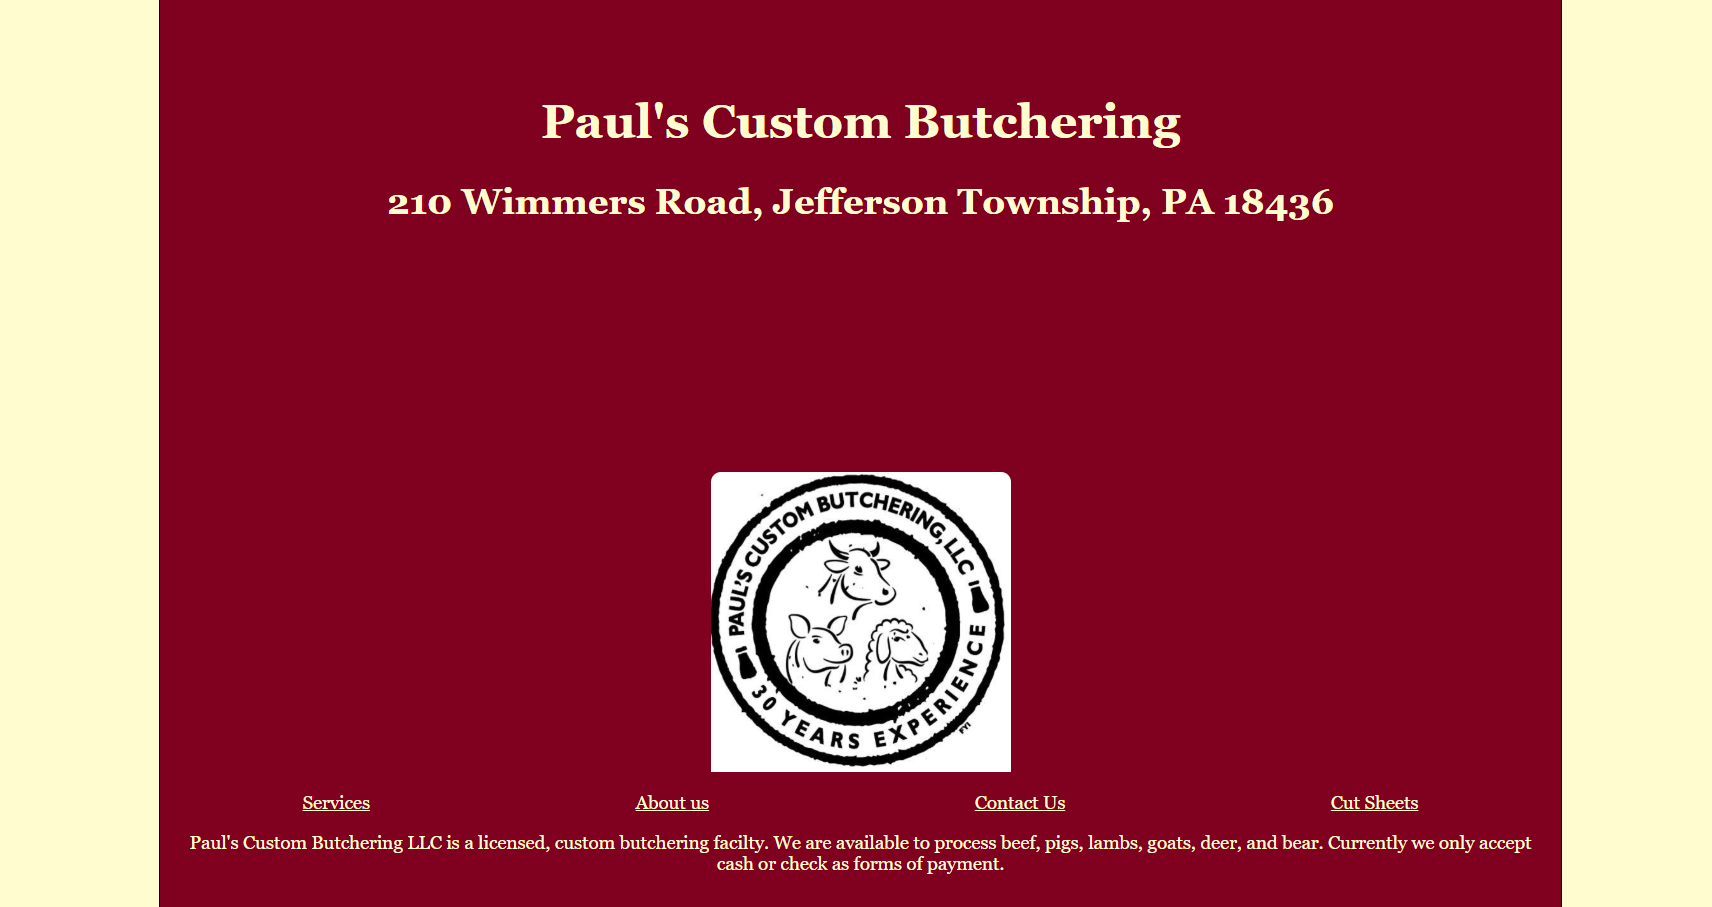 Paul's Custom Butchering
210 Wimmers Road, Jefferson Township, PA 18436
PAUL'S CUSTOM BUTCHERING, LLC
30 YEARS EXPERIENCE
FYI
Services
About us
Contact Us
Cut Sheets
Paul's Custom Butchering LLC is a licensed, custom butchering facilty. We are available to process beef, pigs, lambs, goats, deer, and bear. Currently we only accept
cash or check as forms of payment.